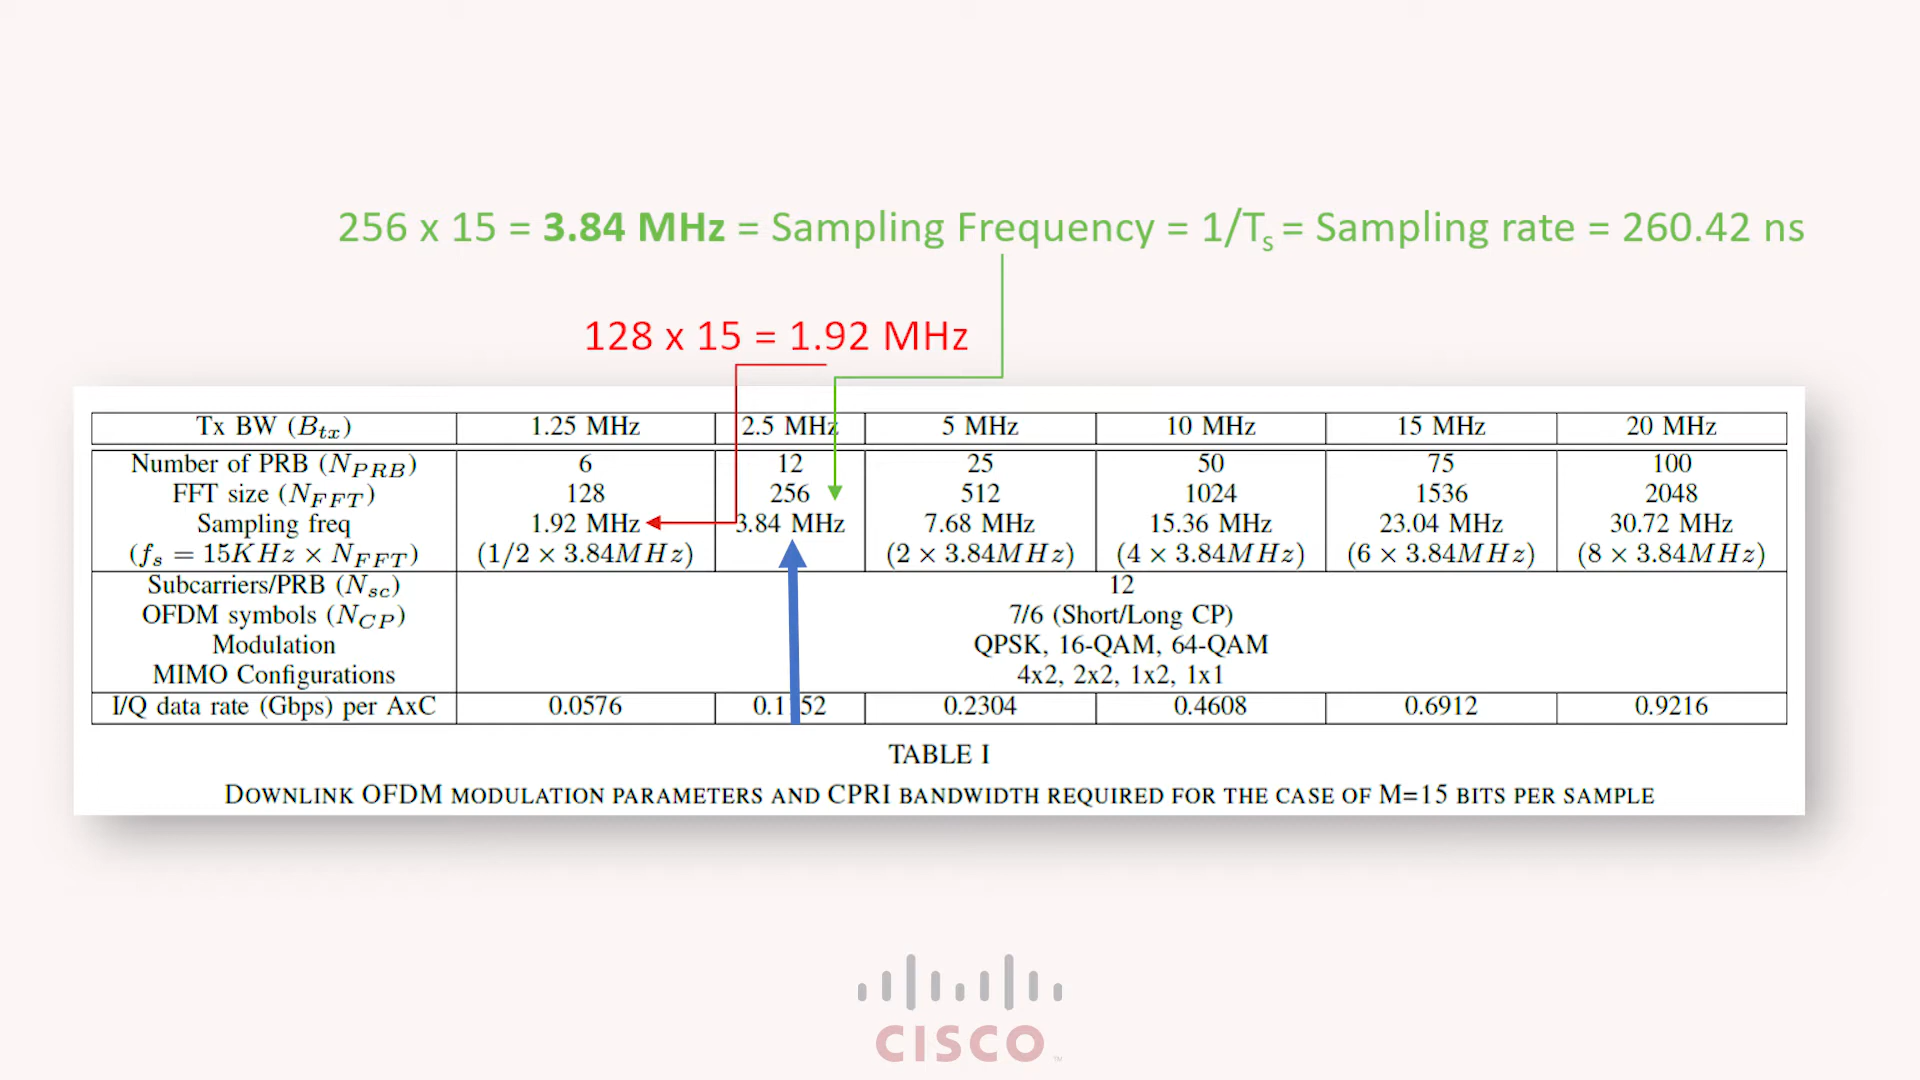 256 x 15 = 3.84 MHz = Sampling Frequency = 1/Ts = Sampling rate = 260.42 ns
128 x 15 = 1.92 MHz
Tx BW (Btx) 1.25 MHz 2.5 MHz 5 MHz 10 MHz 15 MHz 20 MHz
Number of PRB (NPRB) 6 12 25 50 75 100
FFT size (NFFT) 128 256 512 1024 1536 2048
Sampling freq 1.92 MHz 3.84 MHz 7.68 MHz 15.36 MHz 23.04 MHz 30.72 MHz
(fs = 15KHz × NFFT) (1/2 × 3.84MHz) (2 × 3.84MHz) (4 × 3.84MHz) (6 × 3.84MHz) (8 × 3.84MHz)
Subcarriers/PRB (Nsc) 12
OFDM symbols (NCP) 7/6 (Short/Long CP)
Modulation QPSK, 16-QAM, 64-QAM
MIMO Configurations 4x2, 2x2, 1x2, 1x1
I/Q data rate (Gbps) per AxC 0.0576 0.2304 0.4608 0.6912 0.9216
TABLE I
DOWNLINK OFDM MODULATION PARAMETERS AND CPRI BANDWIDTH REQUIRED FOR THE CASE OF M=15 BITS PER SAMPLE
CISCO
TM